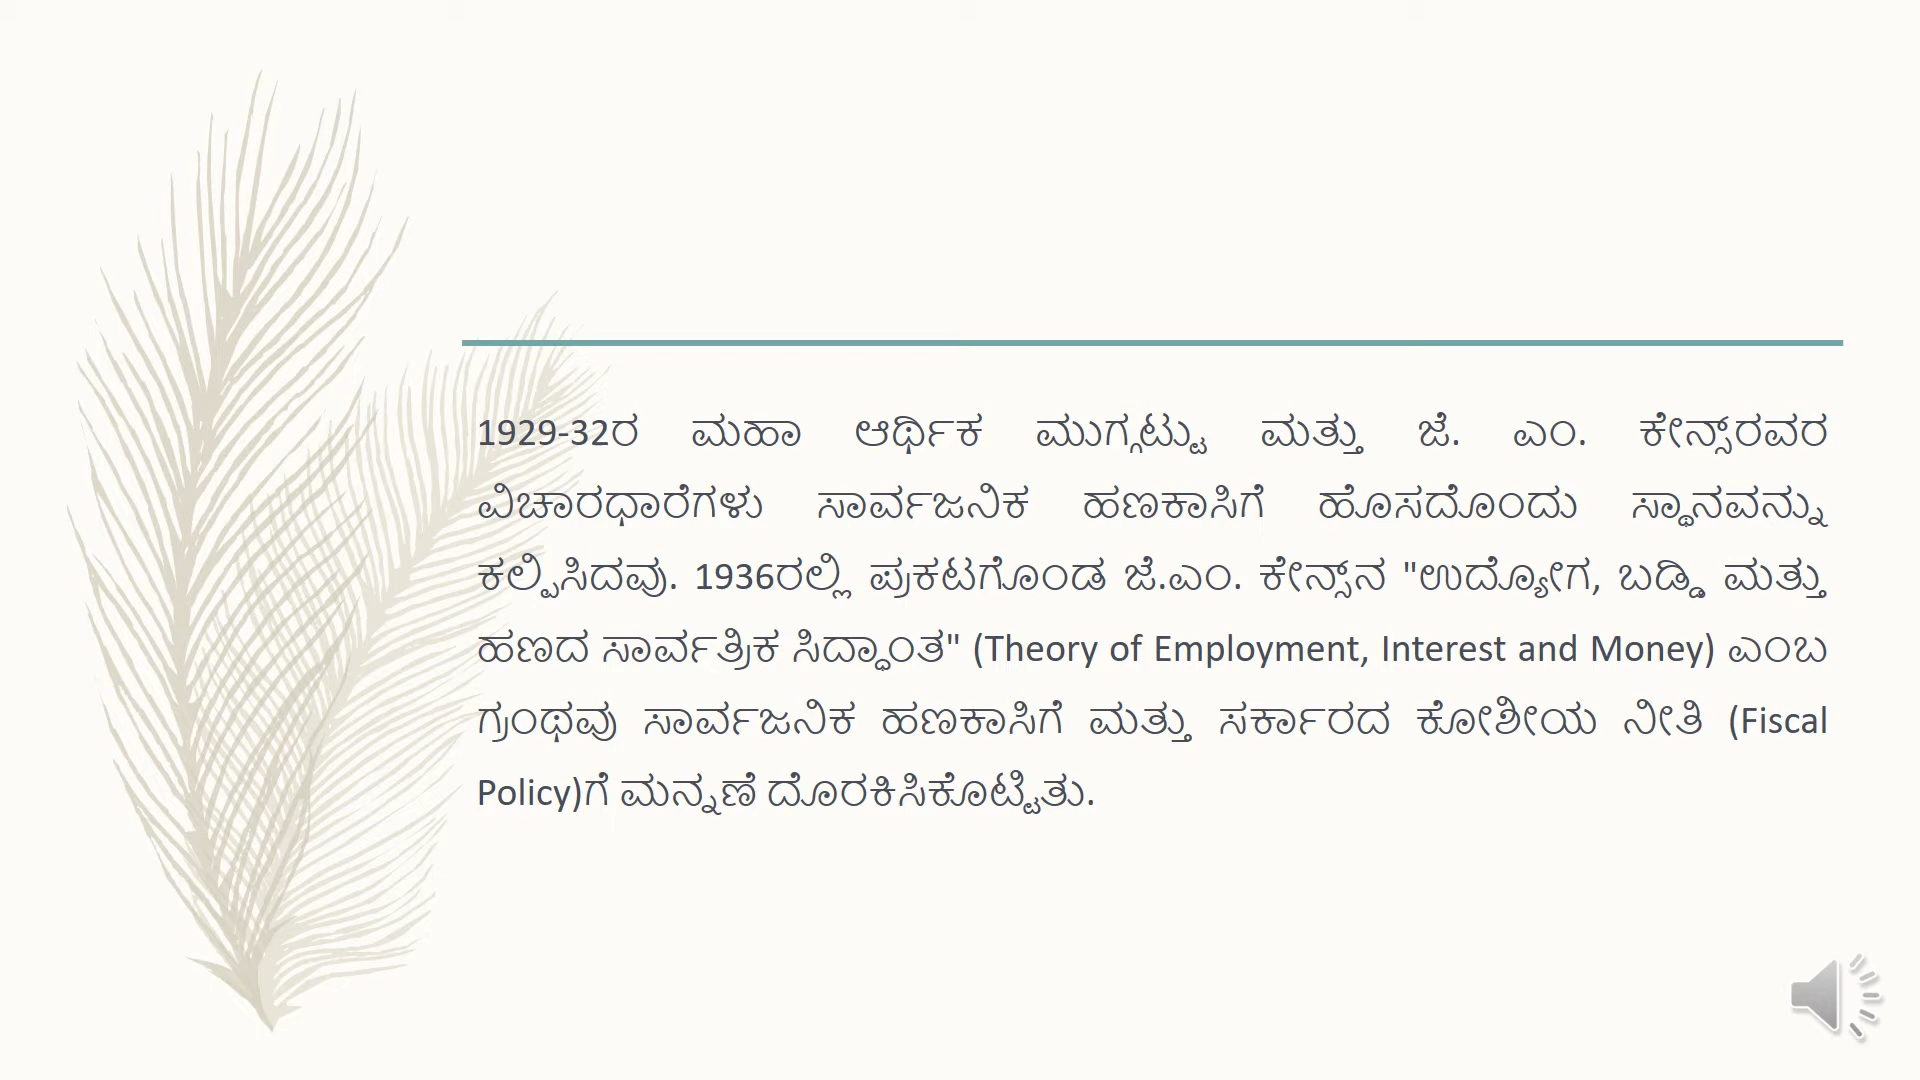 1929-32ರ ಮಹಾ ಆರ್ಥಿಕ ಮುಗ್ಗಟ್ಟು ಮತ್ತು ಜೆ. ಎಂ. ಕೇನ್ಸ್‌ರವರ
ವಿಚಾರಧಾರೆಗಳು ಸಾರ್ವಜನಿಕ ಹಣಕಾಸಿಗೆ ಹೊಸದೊಂದು ಸ್ಥಾನವನ್ನು
ಕಲ್ಪಿಸಿದವು. 1936ರಲ್ಲಿ ಪ್ರಕಟಗೊಂಡ ಜೆ.ಎಂ. ಕೇನ್ಸ್‌ನ "ಉದ್ಯೋಗ, ಬಡ್ಡಿ ಮತ್ತು
ಹಣದ ಸಾರ್ವತ್ರಿಕ ಸಿದ್ಧಾಂತ" (Theory of Employment, Interest and Money) ಎಂಬ
ಗ್ರಂಥವು ಸಾರ್ವಜನಿಕ ಹಣಕಾಸಿಗೆ ಮತ್ತು ಸರ್ಕಾರದ ಕೋಶೀಯ ನೀತಿ (Fiscal
Policy)ಗೆ ಮನ್ನಣೆ ದೊರಕಿಸಿಕೊಟ್ಟಿತು.